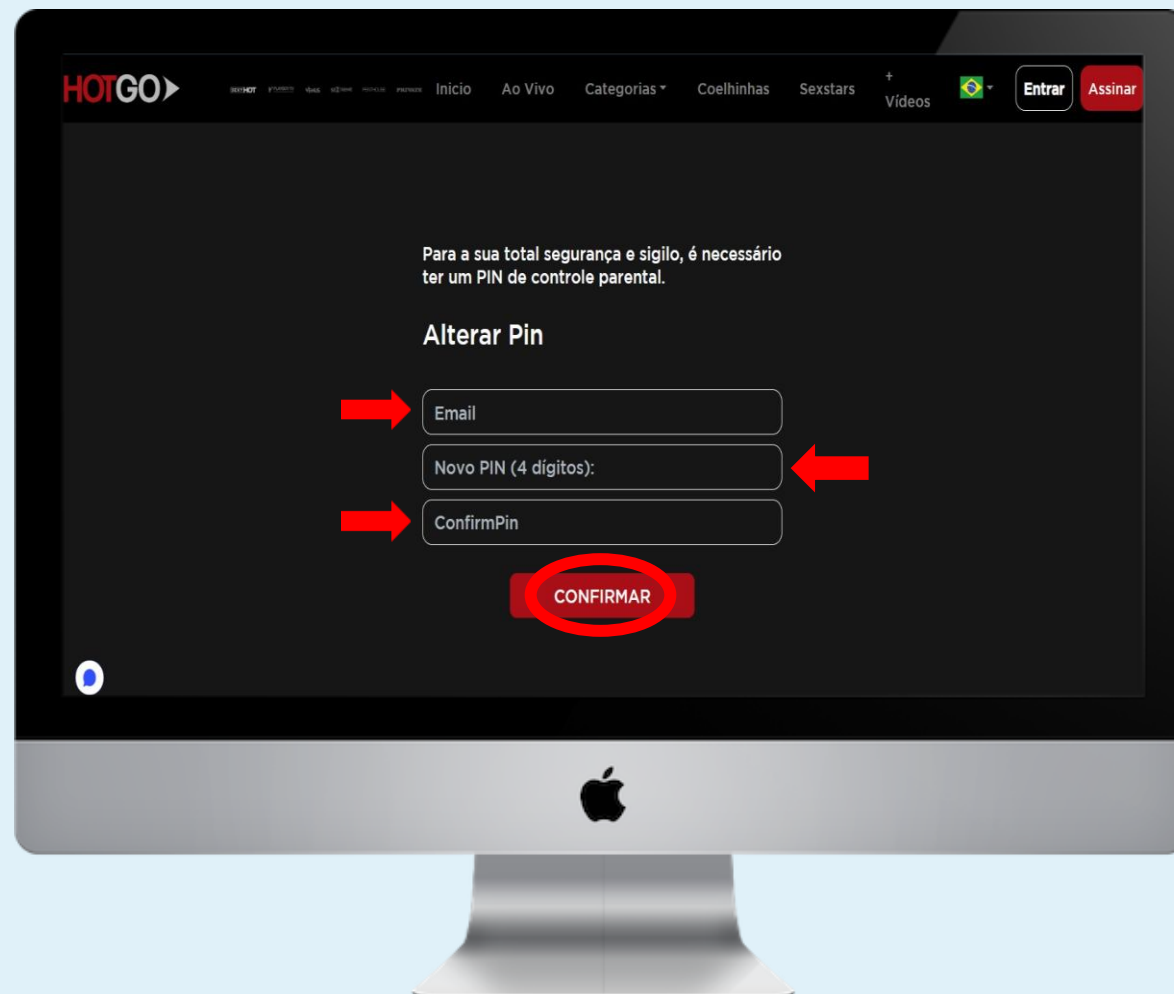 HOTGO
Inicio Ao Vivo Categorias Coelhinhas Sexstars + Vídeos Entrar Assinar
Para a sua total segurança e sigilo, é necessário
ter um PIN de controle parental.
Alterar Pin
Email
Novo PIN (4 dígitos):
ConfirmPin
CONFIRMAR